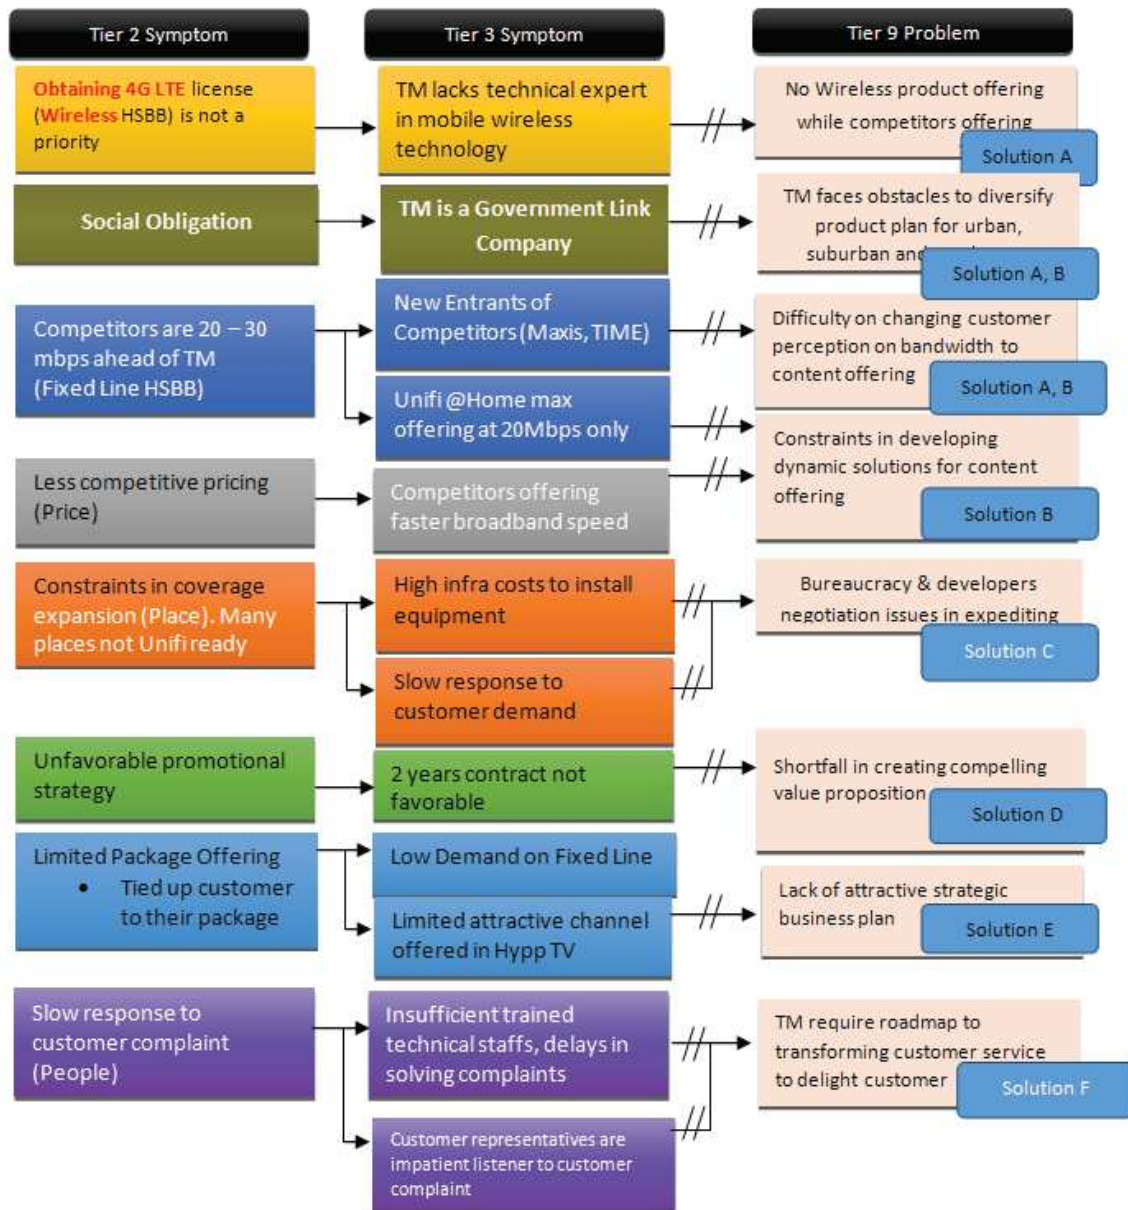 Tier 2 Symptom
Tier 3 Symptom
Tier 9 Problem
Obtaining 4G LTE license
(Wireless HSBB) is not a
priority
TM lacks technical expert
in mobile wireless
technology
No Wireless product offering
while competitors offering
Solution A
Social Obligation
TM is a Government Link
Company
TM faces obstacles to diversify
product plan for urban,
suburban and
Solution A, B
Competitors are 20 – 30
mbps ahead of TM
(Fixed Line HSBB)
New Entrants of
Competitors (Maxis, TIME)
Difficulty on changing customer
perception on bandwidth to
content offering
Solution A, B
Unifi @Home max
offering at 20Mbps only
Constraints in developing
dynamic solutions for content
offering
Solution B
Less competitive pricing
(Price)
Competitors offering
faster broadband speed
Constraints in coverage
expansion (Place). Many
places not Unifi ready
High infra costs to install
equipment
Bureaucracy & developers
negotiation issues in expediting
Solution C
Slow response to
customer demand
Unfavorable promotional
strategy
2 years contract not
favorable
Shortfall in creating compelling
value proposition
Solution D
Limited Package Offering
• Tied up customer
to their package
Low Demand on Fixed Line
Limited attractive channel
offered in Hypp TV
Lack of attractive strategic
business plan
Solution E
Slow response to
customer complaint
(People)
Insufficient trained
technical staffs, delays in
solving complaints
TM require roadmap to
transforming customer service
to delight customer
Solution F
Customer representatives are
impatient listener to customer
complaint